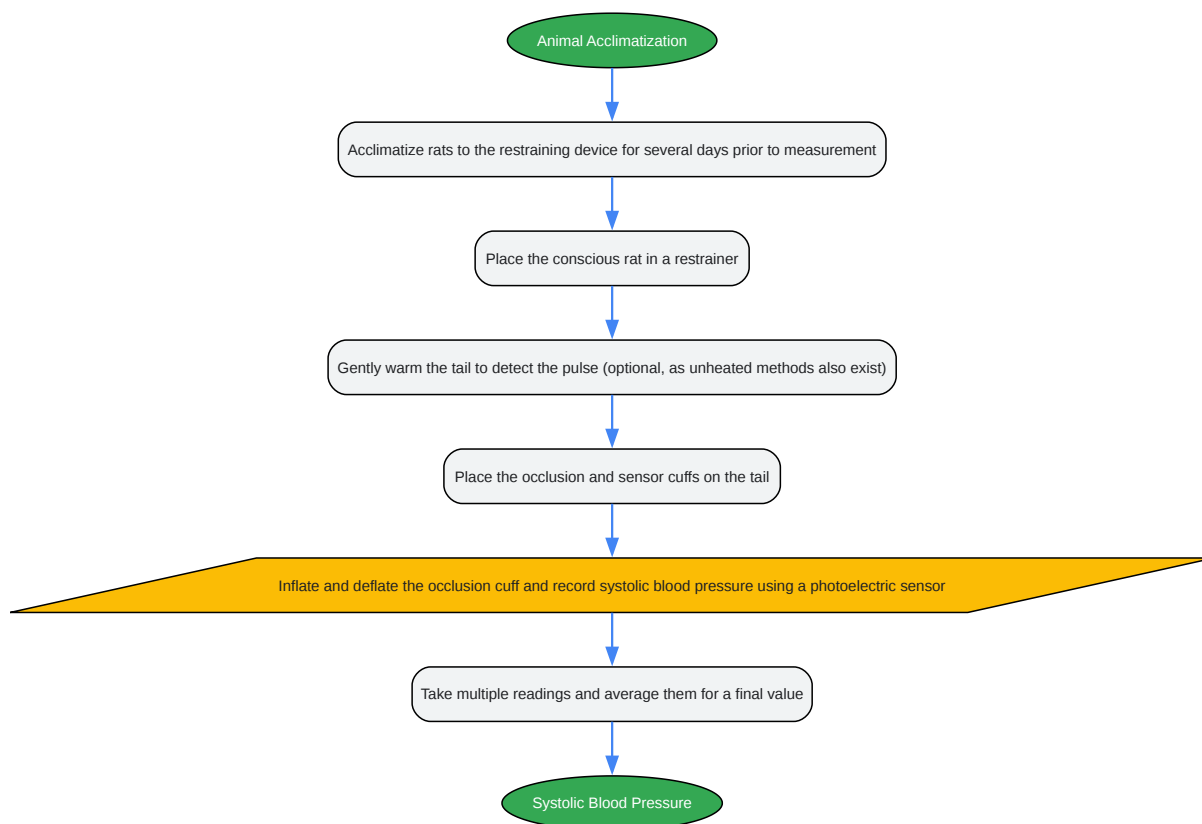 Animal Acclimatization
Acclimatize rats to the restraining device for several days prior to measurement
Place the conscious rat in a restrainer
Gently warm the tail to detect the pulse (optional, as unheated methods also exist)
Place the occlusion and sensor cuffs on the tail
Inflate and deflate the occlusion cuff and record systolic blood pressure using a photoelectric sensor
Take multiple readings and average them for a final value
Systolic Blood Pressure